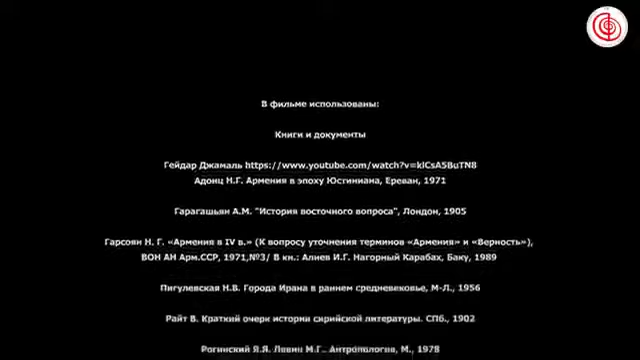 В фильме использованы:
Книги и документы
Гейдар Джамаль https://www.youtube.com/watch?v=klCsA5BuTN8
Адонц Н.Г. Армения в эпоху Юстиниана, Ереван, 1971
Гарагашьян А.М. "История восточного вопроса", Лондон, 1905
Гарсоян Н. Г. «Армения в IV в.» (К вопросу уточнения терминов «Армения» и «Верность»),
ВОН АН Арм.ССР, 1971,№3/ В кн.: Алиев И.Г. Нагорный Карабах, Баку, 1989
Пигулевская Н.В. Города Ирана в раннем средневековье, М-Л., 1956
Райт В. Краткий очерк истории сирийской литературы. СПб., 1902
Рогинский Я.Я. Левин М.Г. Антропология, М., 1978